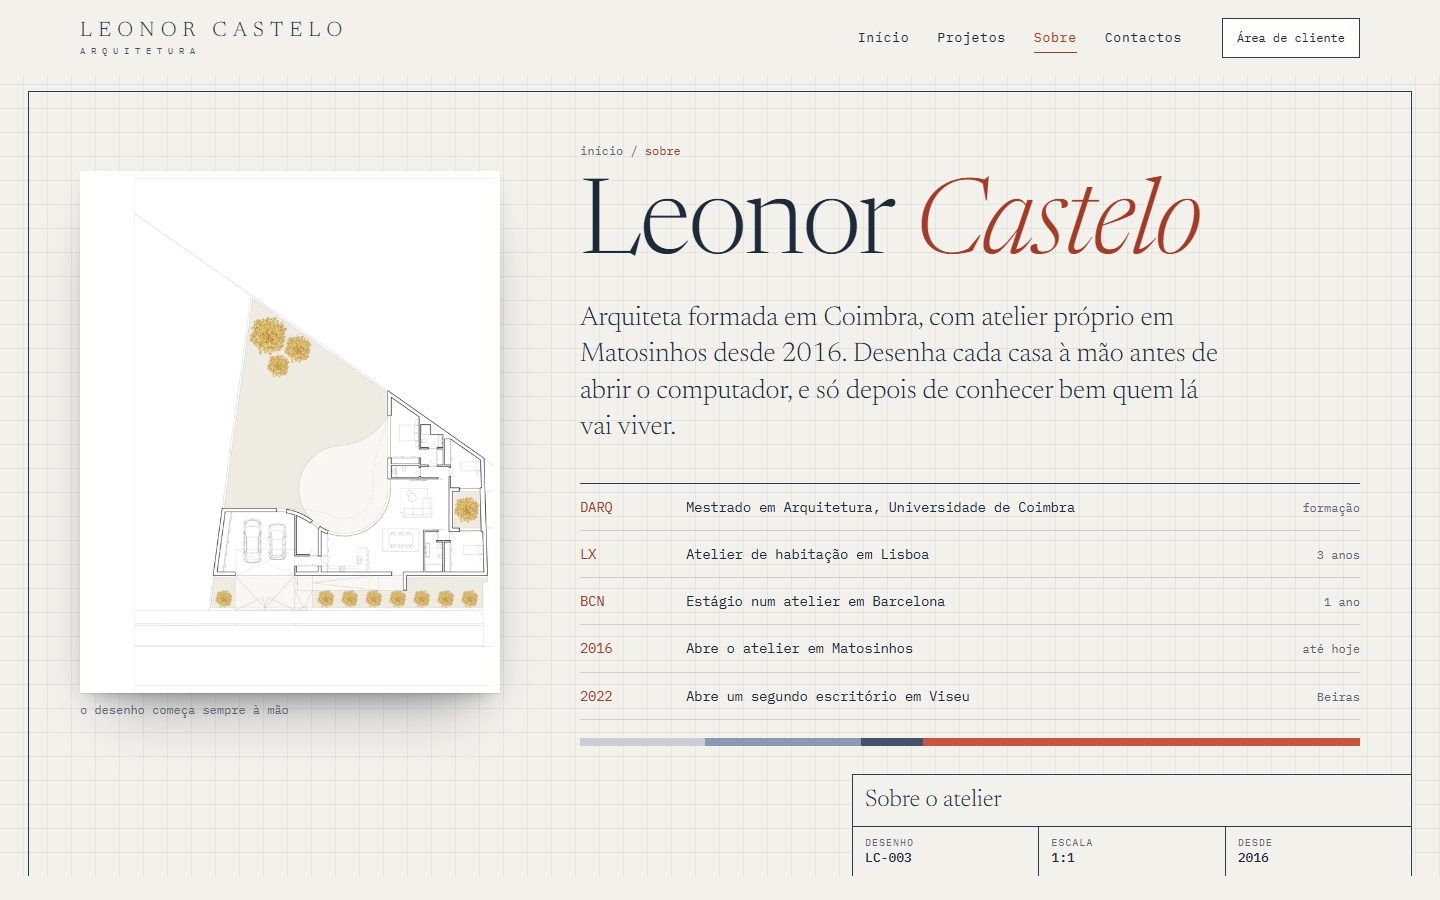 LEONOR CASTELO
ARQUITETURA
Início
Projetos
Sobre
Contactos
Área de cliente
início / sobre
Leonor Castelo
Arquiteta formada em Coimbra, com atelier próprio em
Matosinhos desde 2016. Desenha cada casa à mão antes de
abrir o computador, e só depois de conhecer bem quem lá
vai viver.
DARQ Mestrado em Arquitetura, Universidade de Coimbra formação
LX Atelier de habitação em Lisboa 3 anos
BCN Estágio num atelier em Barcelona 1 ano
2016 Abre o atelier em Matosinhos até hoje
2022 Abre um segundo escritório em Viseu Beiras
o desenho começa sempre à mão
Sobre o atelier
DESENHO
LC-003
ESCALA
1:1
DESDE
2016